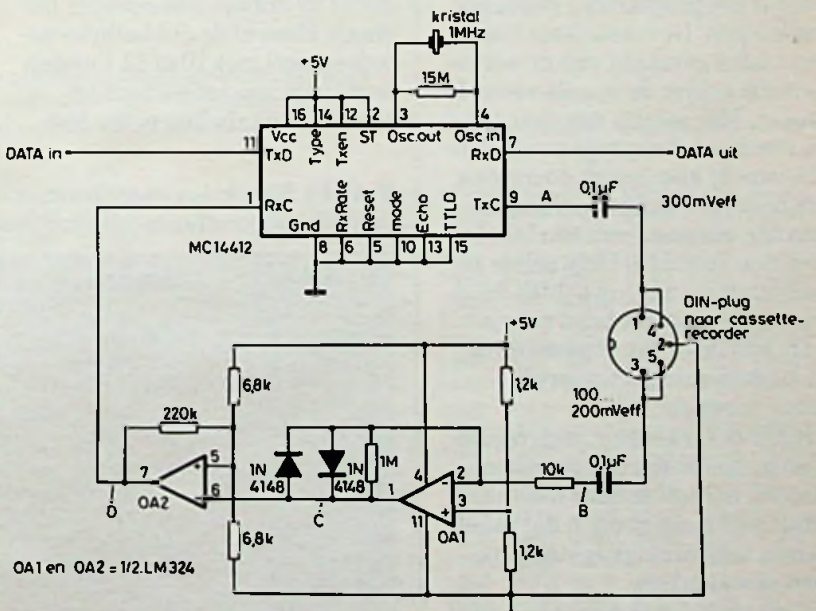 kristal
1MHz
+5V
15M
16 14 12 2 3 4
Vcc Type Txen ST Osc.out Osc in
DATA in 11 TxD RxD 7 DATA uit
1 RxC TxC 9 A 0,1µF 300mVeff
Gnd RxRate Reset mode Echo TTLD
MC14412 8 6 5 10 13 15
DIN-plug
naar cassette-
recorder
1 4 2 5 3
+5V
6,8k 1,2k
100...
200mVeff
220k
1N
4148
1N
4148
1M
4 2 10k 0,1µF
7 5 1 3 B
D OA2 6 C 11 OA1
6,8k 1,2k
OA1 en OA2 = 1/2.LM324